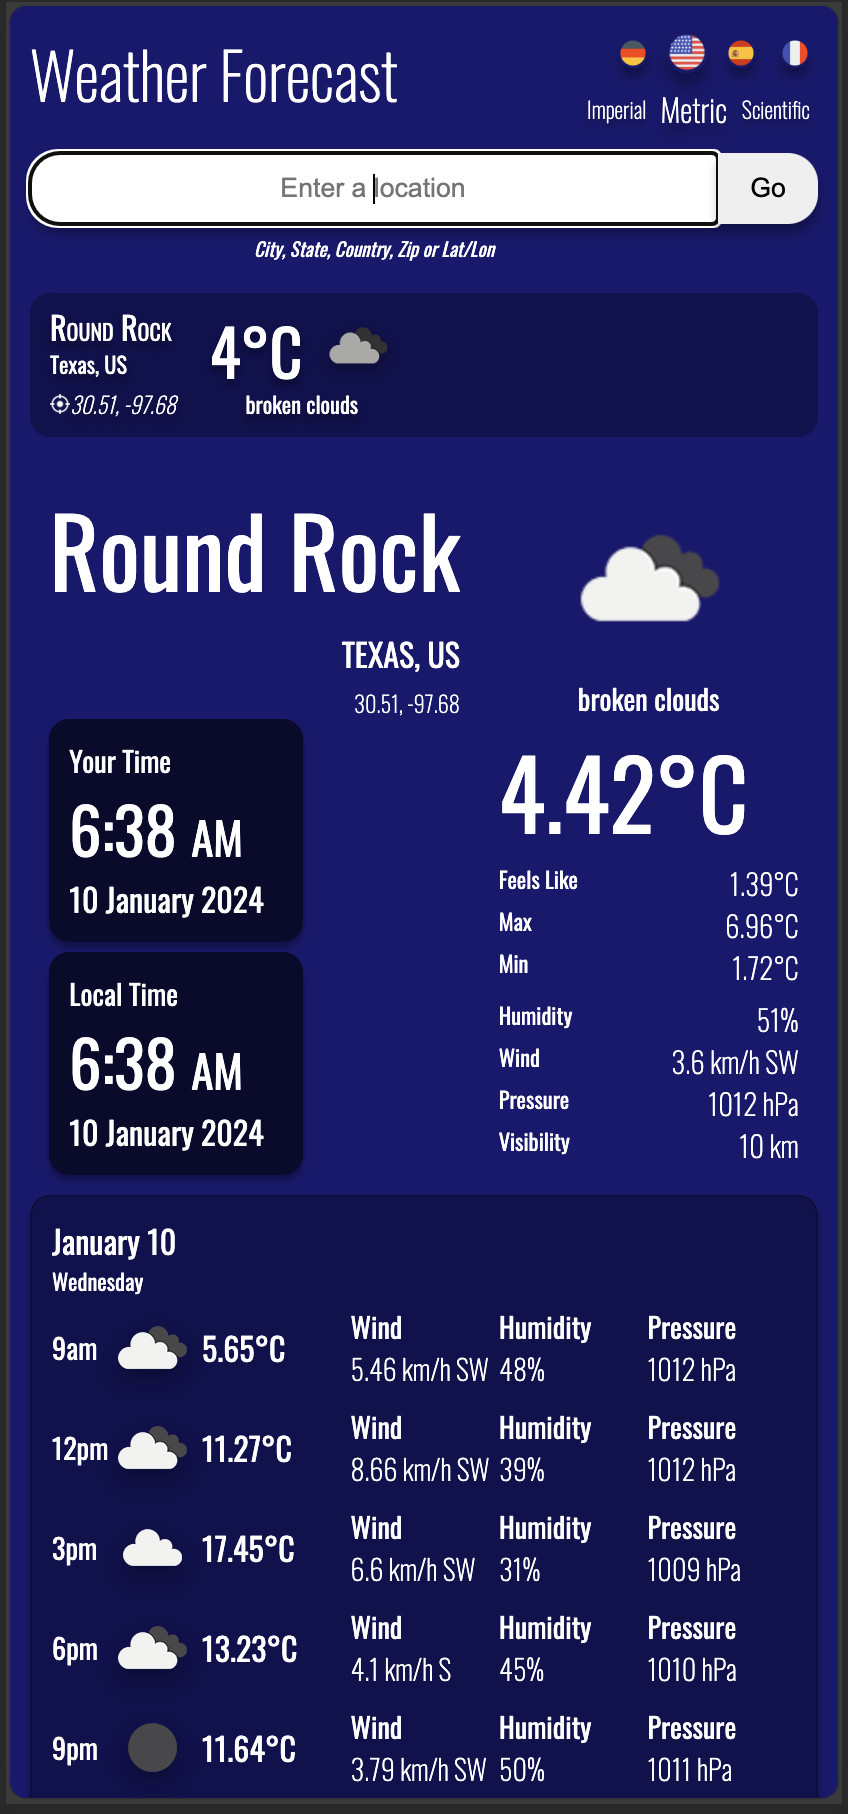 Weather Forecast
Imperial Metric Scientific
Enter a location Go
City, State, Country, Zip or Lat/Lon
Round Rock
Texas, US
30.51, -97.68
4°C
broken clouds
Round Rock
TEXAS, US
30.51, -97.68
broken clouds
Your Time
6:38 AM
10 January 2024
Local Time
6:38 AM
10 January 2024
4.42°C
Feels Like 1.39°C
Max 6.96°C
Min 1.72°C
Humidity 51%
Wind 3.6 km/h SW
Pressure 1012 hPa
Visibility 10 km
January 10
Wednesday
Wind Humidity Pressure
9am 5.65°C
5.46 km/h SW 48% 1012 hPa
Wind Humidity Pressure
12pm 11.27°C
8.66 km/h SW 39% 1012 hPa
Wind Humidity Pressure
3pm 17.45°C
6.6 km/h SW 31% 1009 hPa
Wind Humidity Pressure
6pm 13.23°C
4.1 km/h S 45% 1010 hPa
Wind Humidity Pressure
9pm 11.64°C
3.79 km/h SW 50% 1011 hPa